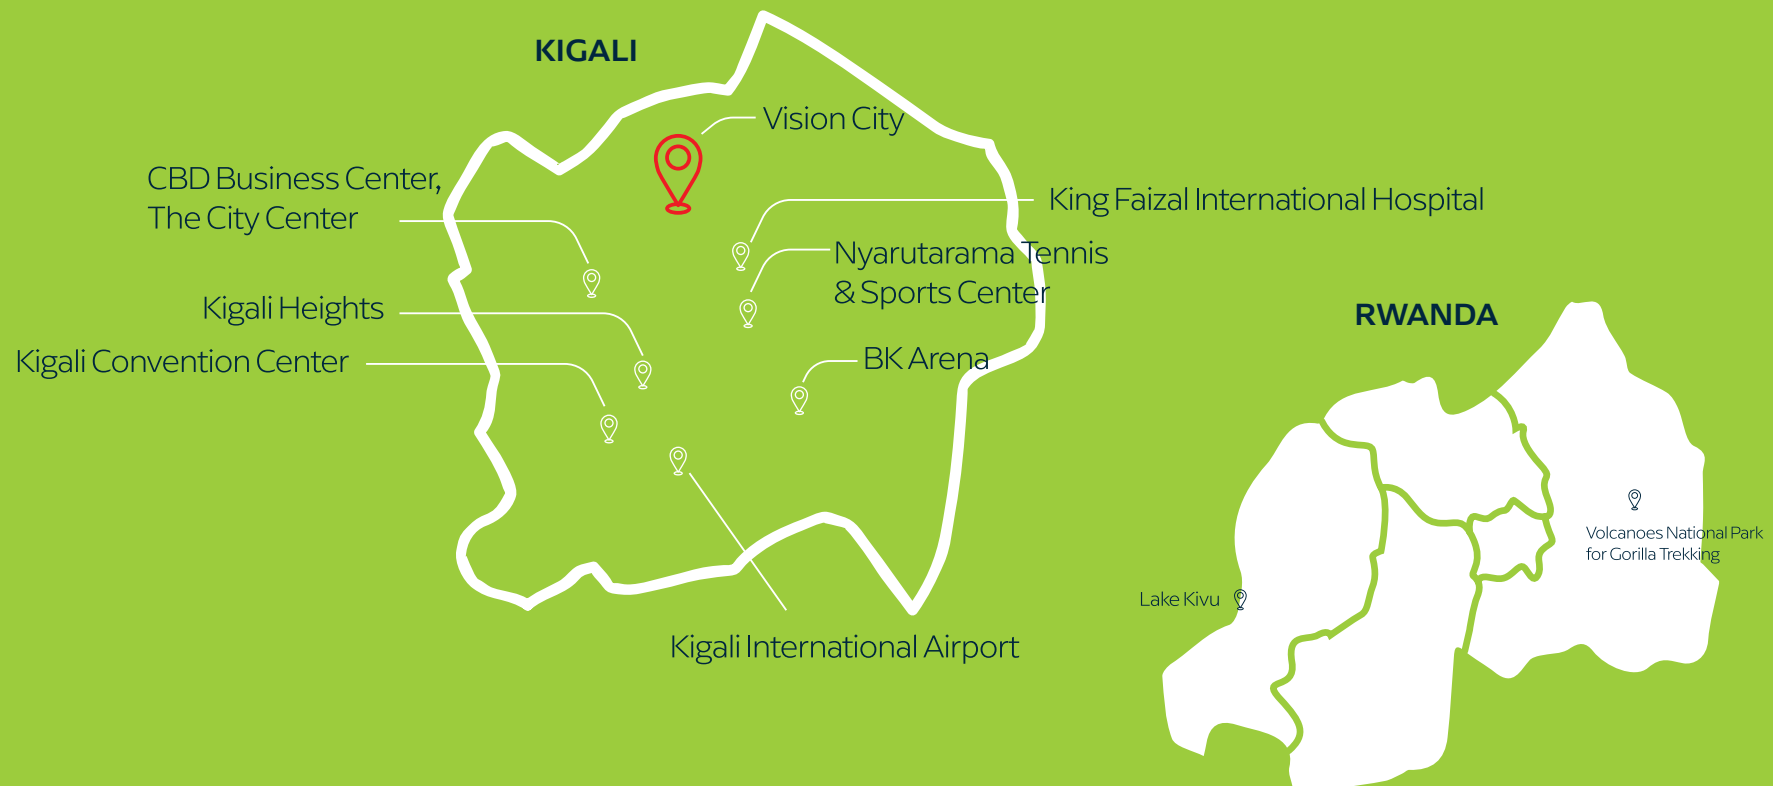 KIGALI
Vision City
CBD Business Center,
The City Center
King Faizal International Hospital
Nyarutarama Tennis
& Sports Center
Kigali Heights
Kigali Convention Center
BK Arena
Kigali International Airport
RWANDA
Volcanoes National Park
for Gorilla Trekking
Lake Kivu